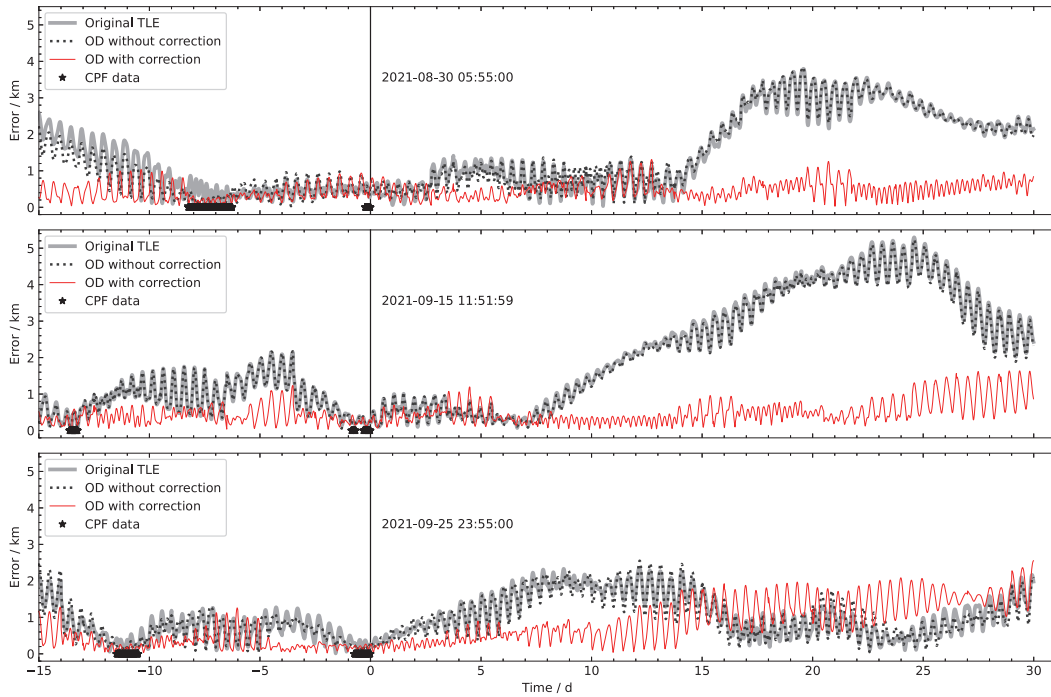 5
4
3
2
1
0
Error / km
Original TLE
OD without correction
OD with correction
CPF data
2021-08-30 05:55:00
5
4
3
2
1
0
Error / km
Original TLE
OD without correction
OD with correction
CPF data
2021-09-15 11:51:59
5
4
3
2
1
0
Error / km
Original TLE
OD without correction
OD with correction
CPF data
2021-09-25 23:55:00
−15 −10 −5 0 5 10 15 20 25 30
Time / d